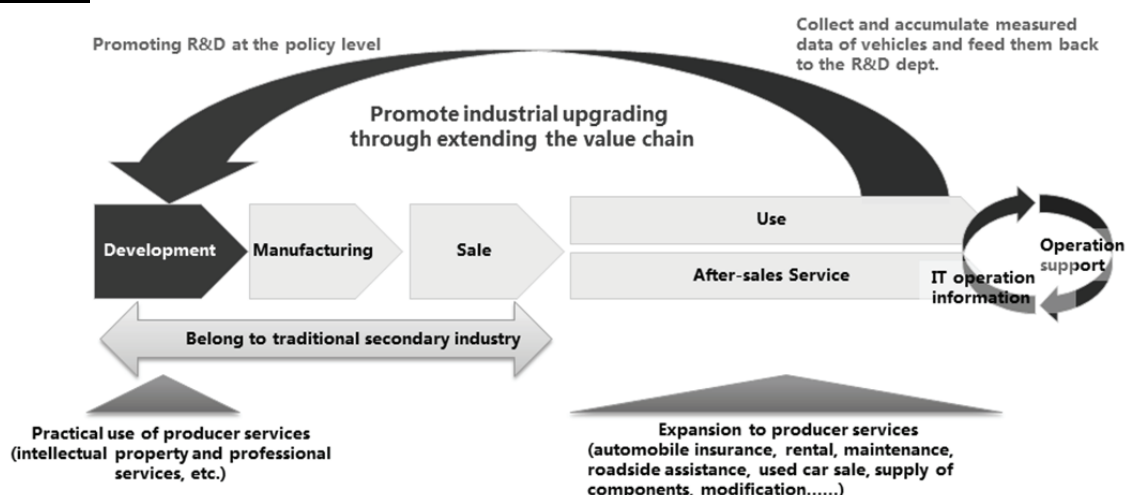 Promoting R&D at the policy level
Collect and accumulate measured
data of vehicles and feed them back
to the R&D dept.
Promote industrial upgrading
through extending the value chain
Development
Manufacturing
Sale
Use
After-sales Service
Operation
support
IT operation
information
Belong to traditional secondary industry
Practical use of producer services
(intellectual property and professional
services, etc.)
Expansion to producer services
(automobile insurance, rental, maintenance,
roadside assistance, used car sale, supply of
components, modification......)